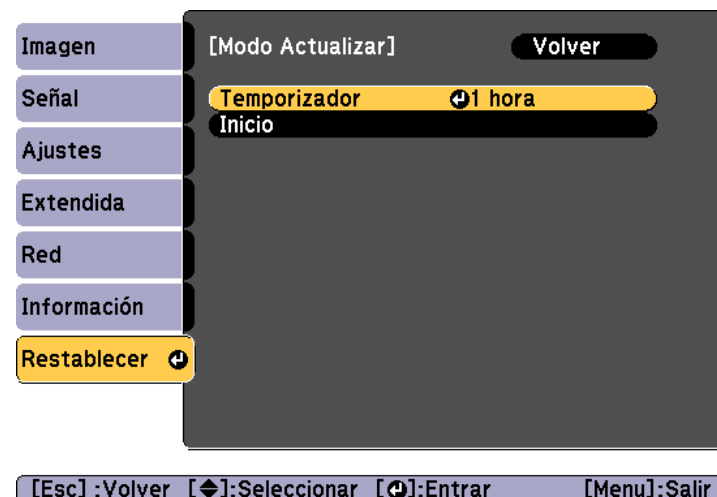 Imagen
Señal
Ajustes
Extendida
Red
Información
Restablecer
[Modo Actualizar] Volver
Temporizador 1 hora
Inicio
[Esc] :Volver [ ]:Seleccionar [ ]:Entrar [Menu]:Salir